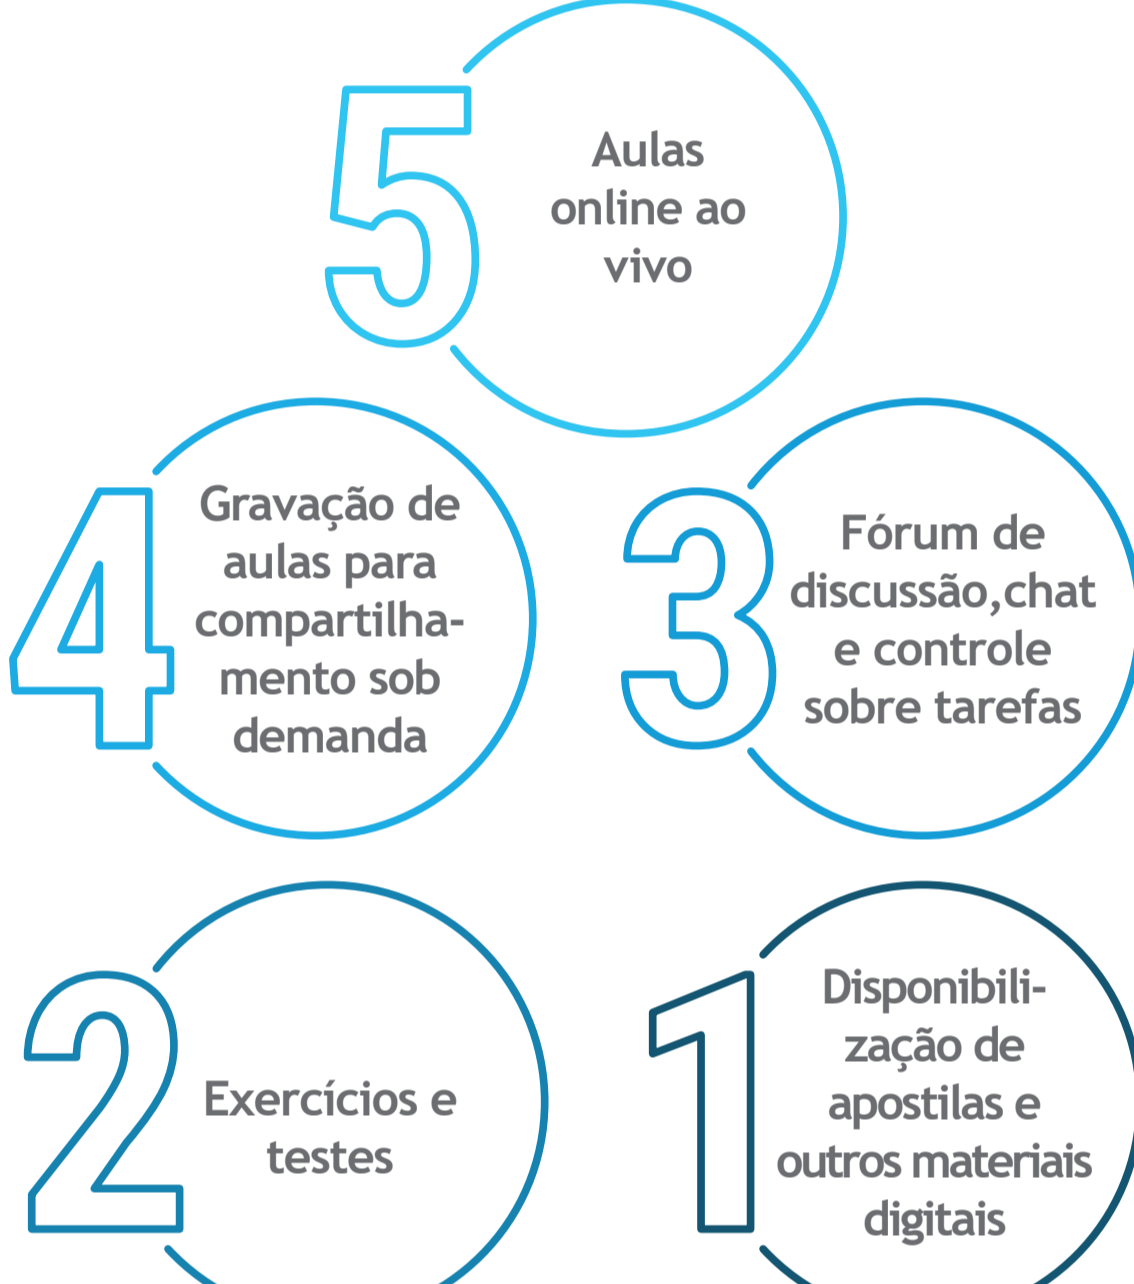 5
Aulas
online ao
vivo
4
Gravação de
aulas para
compartilha-
mento sob
demanda
3
Fórum de
discussão,chat
e controle
sobre tarefas
2
Exercícios e
testes
1
Disponibili-
zação de
apostilas e
outros materiais
digitais